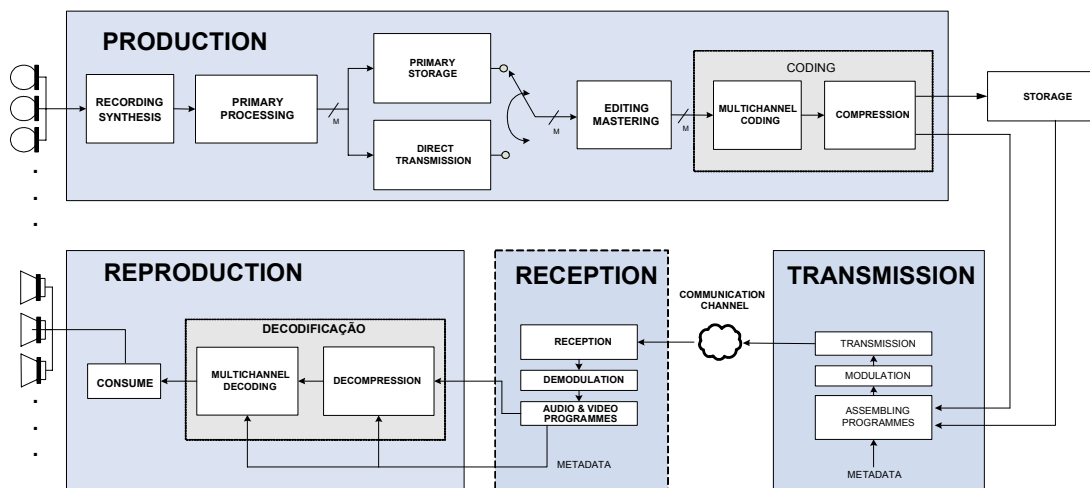 PRODUCTION
RECORDING
SYNTHESIS
PRIMARY
PROCESSING
M
PRIMARY
STORAGE
DIRECT
TRANSMISSION
M
EDITING
MASTERING
M
CODING
MULTICHANNEL
CODING
COMPRESSION
STORAGE
REPRODUCTION
DECODIFICAÇÃO
CONSUME
MULTICHANNEL
DECODING
DECOMPRESSION
RECEPTION
RECEPTION
DEMODULATION
AUDIO & VIDEO
PROGRAMMES
METADATA
COMMUNICATION
CHANNEL
TRANSMISSION
TRANSMISSION
MODULATION
ASSEMBLING
PROGRAMMES
METADATA